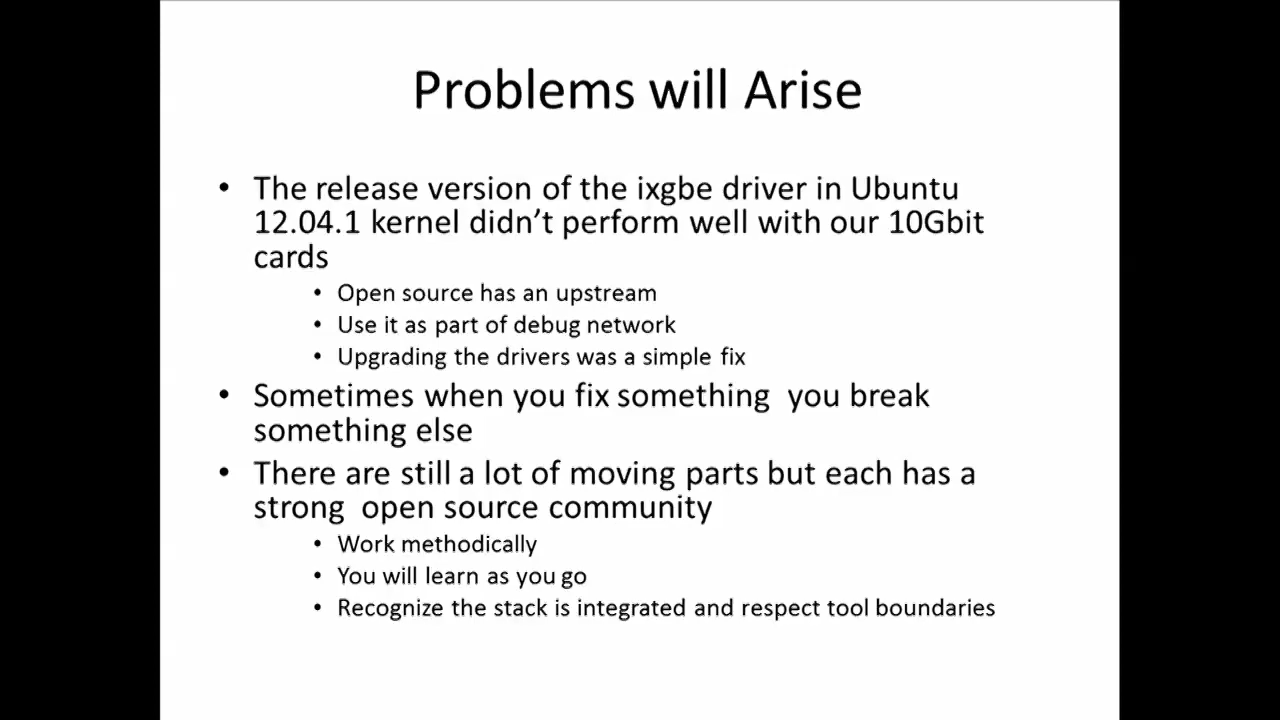 Problems will Arise
• The release version of the ixgbe driver in Ubuntu
12.04.1 kernel didn’t perform well with our 10Gbit
cards
• Open source has an upstream
• Use it as part of debug network
• Upgrading the drivers was a simple fix
• Sometimes when you fix something  you break
something else
• There are still a lot of moving parts but each has a
strong  open source community
• Work methodically
• You will learn as you go
• Recognize the stack is integrated and respect tool boundaries